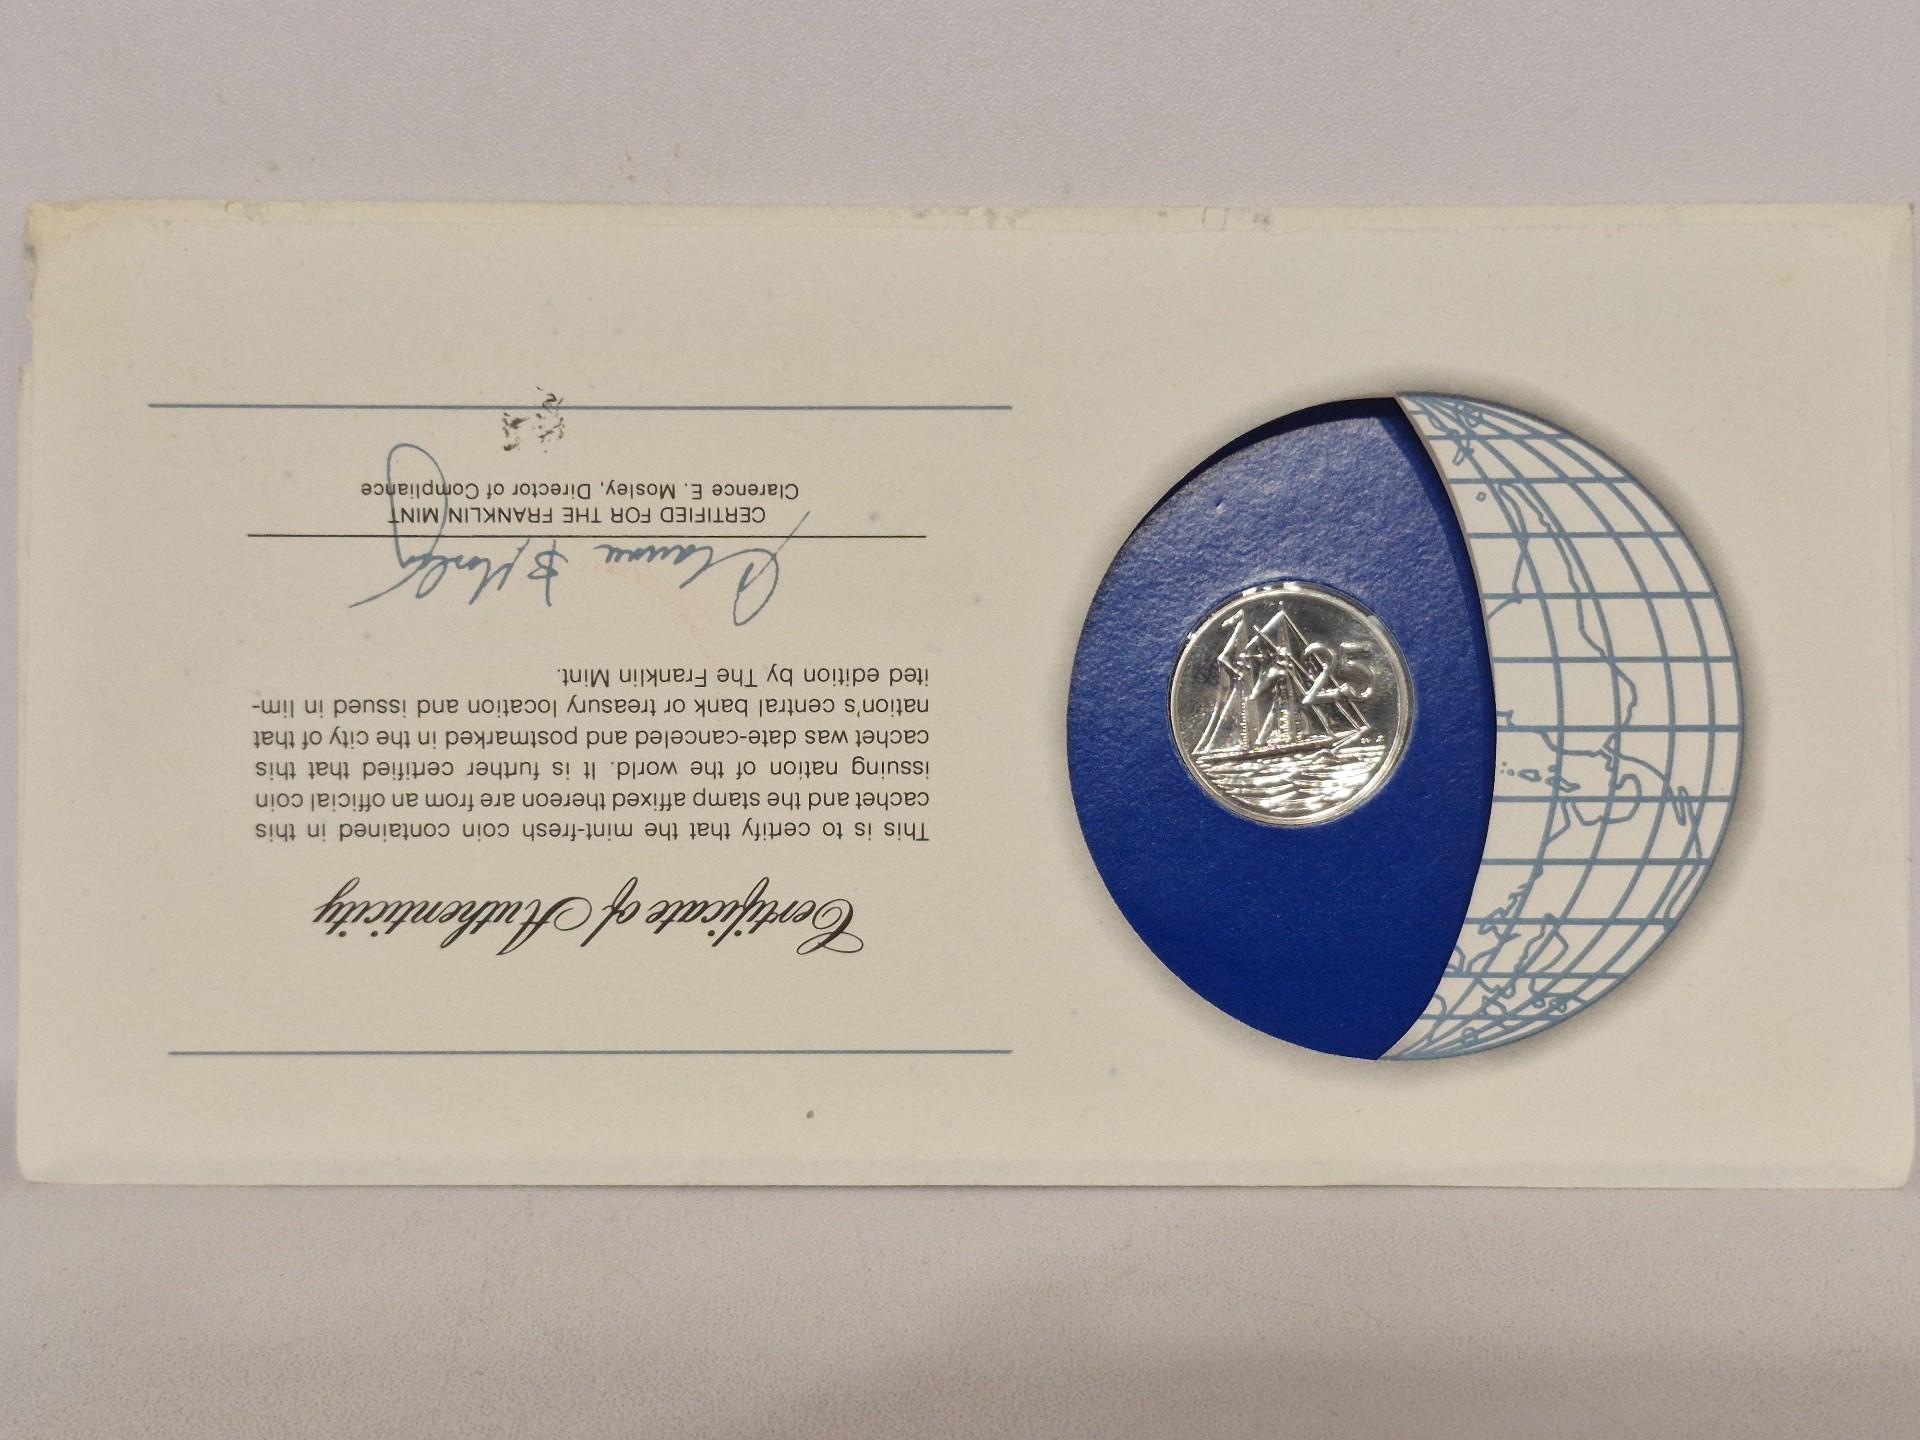 Certificate of Authenticity
This is to certify that the mint-fresh coin contained in this
cachet and the stamp affixed thereon are from an official coin
issuing nation of the world. It is further certified that this
cachet was date-canceled and postmarked in the city of that
nation's central bank or treasury location and issued in lim-
ited edition by The Franklin Mint.
CERTIFIED FOR THE FRANKLIN MINT
Clarence E. Mosley, Director of Compliance
25